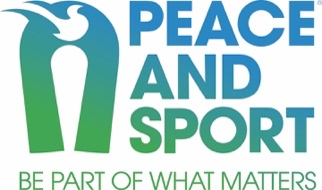 PEACE
AND
SPORT
BE PART OF WHAT MATTERS